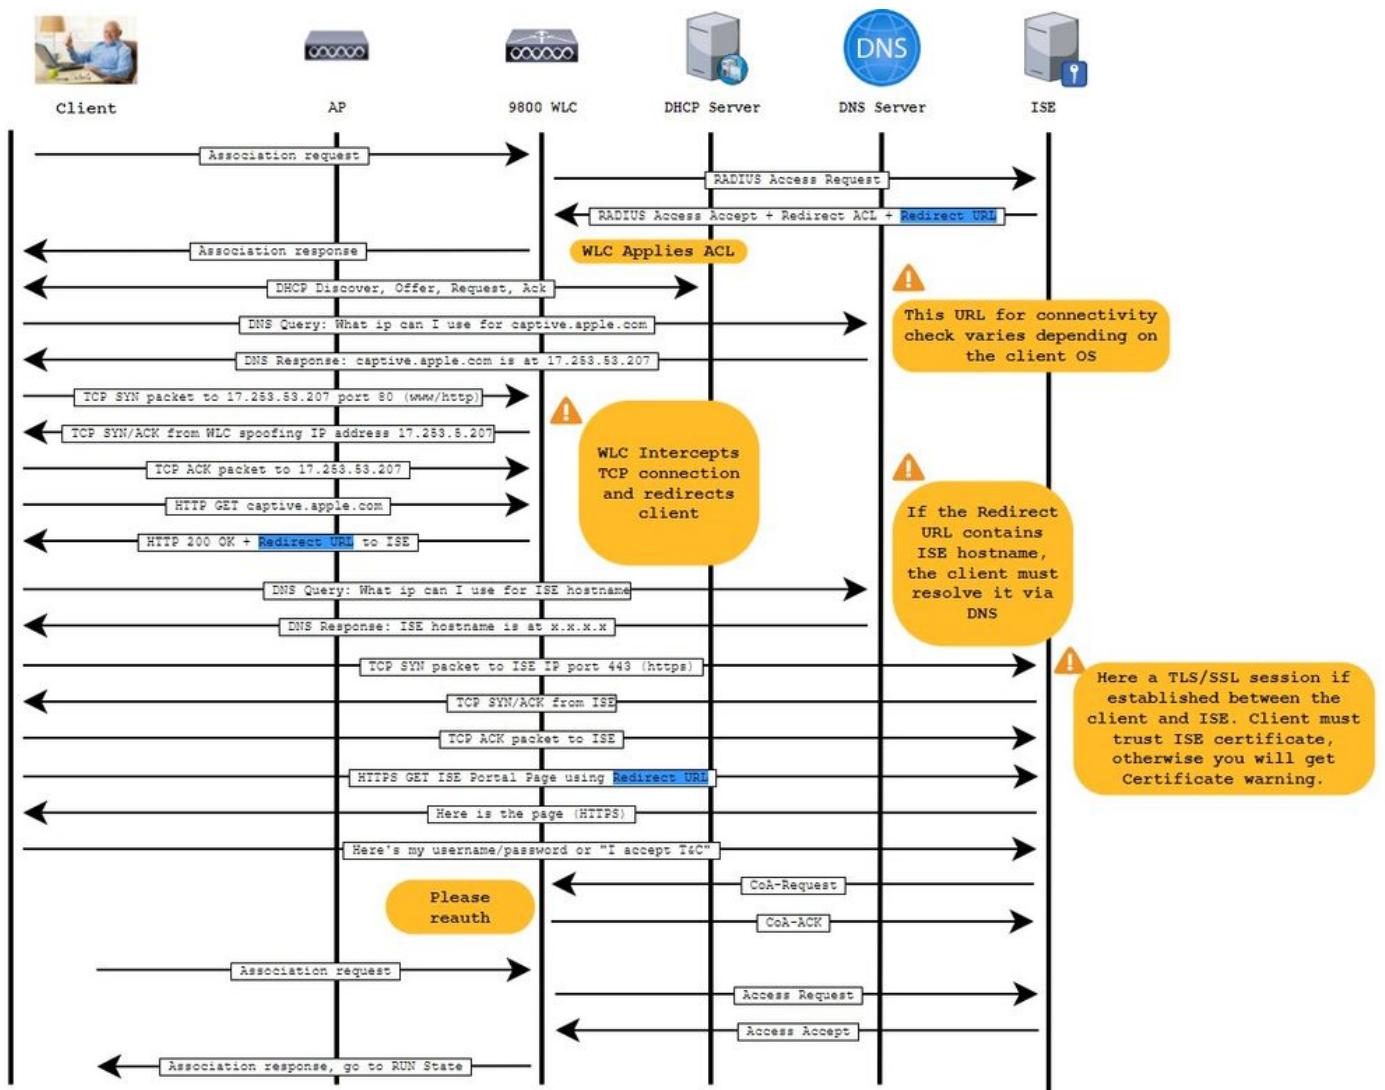 DNS
Client
AP
9800 WLC
DHCP Server
DNS Server
ISE
Association request
RADIUS Access Request
RADIUS Access Accept + Redirect ACL + Redirect URL
Association response
WLC Applies ACL
DHCP Discover, Offer, Request, Ack
This URL for connectivity
check varies depending on
the client OS
DNS Query: What ip can I use for captive.apple.com
DNS Response: captive.apple.com is at 17.253.53.207
TCP SYN packet to 17.253.53.207 port 80 (www/http)
TCP SYN/ACK from WLC spoofing IP address 17.253.5.207
WLC Intercepts
TCP connection
and redirects
client
TCP ACK packet to 17.253.53.207
HTTP GET captive.apple.com
HTTP 200 OK + Redirect URL to ISE
If the Redirect
URL contains
ISE hostname,
the client must
resolve it via
DNS
DNS Query: What ip can I use for ISE hostname
DNS Response: ISE hostname is at x.x.x.x
TCP SYN packet to ISE IP port 443 (https)
TCP SYN/ACK from ISE
TCP ACK packet to ISE
Here a TLS/SSL session if
established between the
client and ISE. Client must
trust ISE certificate,
otherwise you will get
Certificate warning.
HTTPS GET ISE Portal Page using Redirect URL
Here is the page (HTTPS)
Here's my username/password or "I accept T&C"
CoA-Request
Please
reauth
CoA-ACK
Association request
Access Request
Access Accept
Association response, go to RUN State